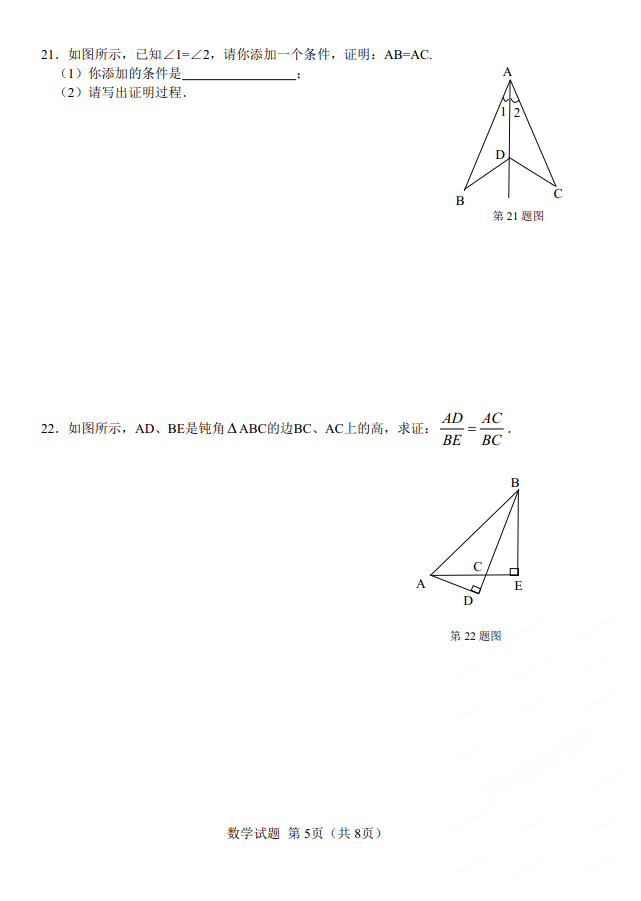 21．如图所示，已知∠1=∠2，请你添加一个条件，证明：AB=AC.
（1）你添加的条件是________________；
（2）请写出证明过程．
A
1 2
D
B
C
第 21 题图
22．如图所示，AD、BE是钝角ΔABC的边BC、AC上的高，求证：AD/BE=AC/BC．
B
C
A
E
D
第 22 题图
数学试题 第 5页（共 8页）